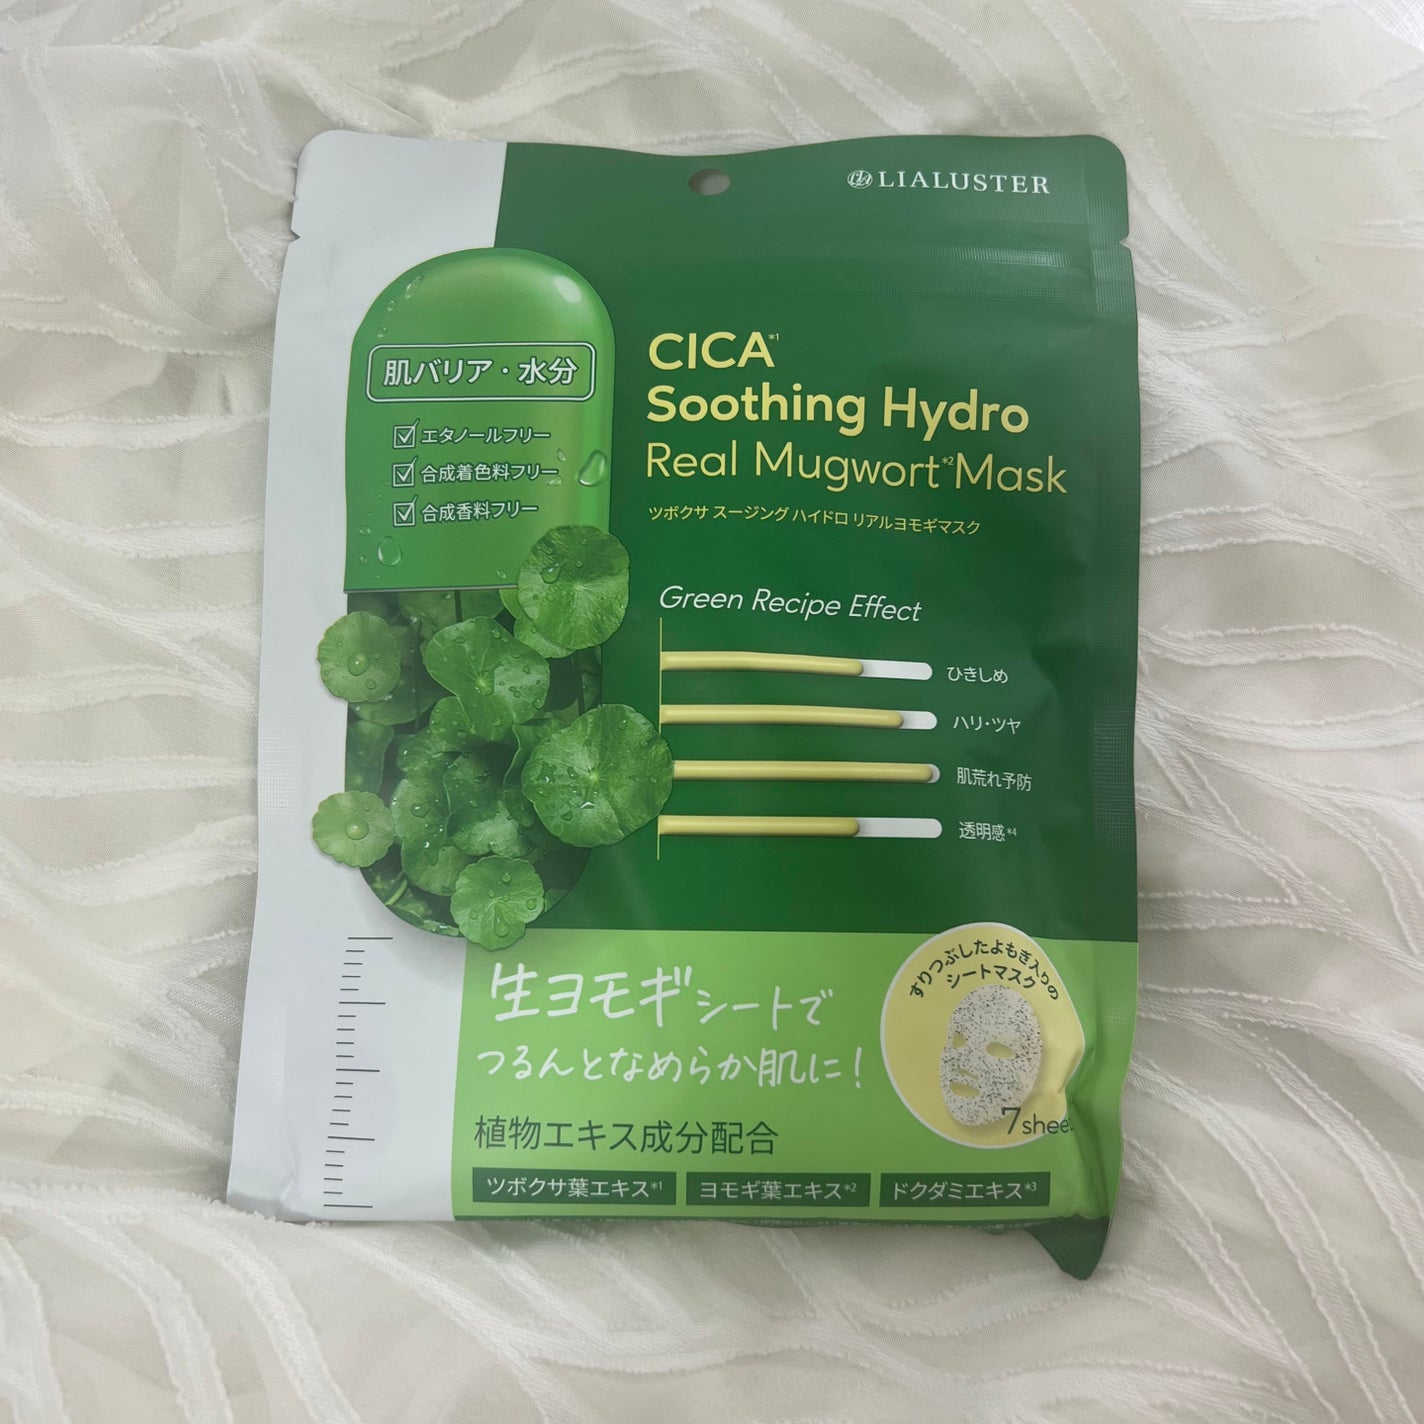 LIALUSTER
肌バリア・水分
エタノールフリー
合成着色料フリー
合成香料フリー
CICA*1
Soothing Hydro
Real Mugwort*2 Mask
ツボクサ スージング ハイドロ リアルヨモギマスク
Green Recipe Effect
ひきしめ
ハリ・ツヤ
肌荒れ予防
透明感*4
すりつぶしたよもぎ入りの
シートマスク
7shee
生ヨモギシートで
つるんとなめらか肌に!
植物エキス成分配合
ツボクサ葉エキス*1
ヨモギ葉エキス*2
ドクダミエキス*3